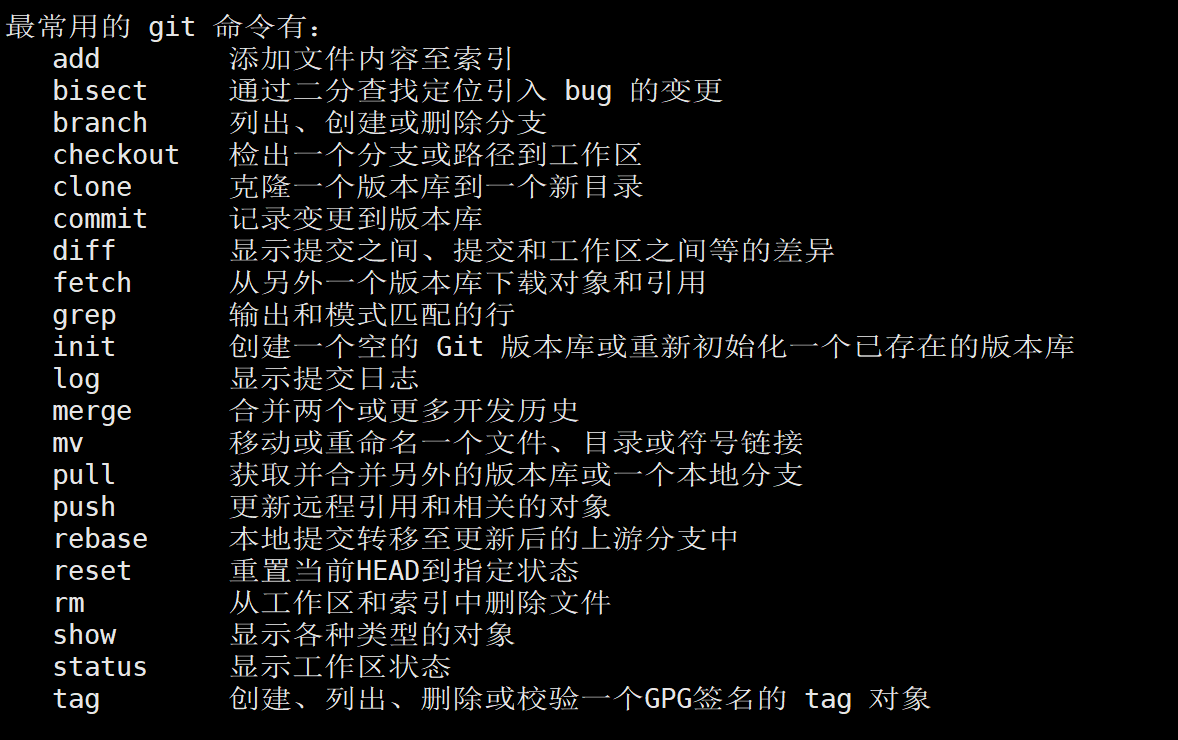 最常用的 git 命令有：
add 添加文件内容至索引
bisect 通过二分查找定位引入 bug 的变更
branch 列出、创建或删除分支
checkout 检出一个分支或路径到工作区
clone 克隆一个版本库到一个新目录
commit 记录变更到版本库
diff 显示提交之间、提交和工作区之间等的差异
fetch 从另外一个版本库下载对象和引用
grep 输出和模式匹配的行
init 创建一个空的 Git 版本库或重新初始化一个已存在的版本库
log 显示提交日志
merge 合并两个或更多开发历史
mv 移动或重命名一个文件、目录或符号链接
pull 获取并合并另外的版本库或一个本地分支
push 更新远程引用和相关的对象
rebase 本地提交转移至更新后的上游分支中
reset 重置当前HEAD到指定状态
rm 从工作区和索引中删除文件
show 显示各种类型的对象
status 显示工作区状态
tag 创建、列出、删除或校验一个GPG签名的 tag 对象